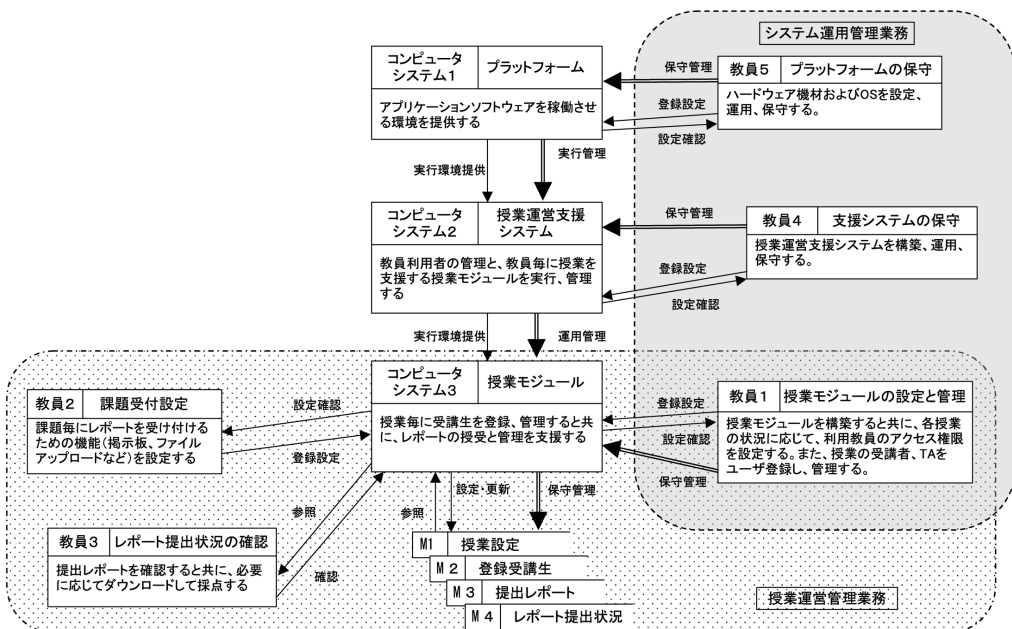 システム運用管理業務
コンピュータ
システム1
プラットフォーム
アプリケーションソフトウェアを稼働させ
る環境を提供する
保守管理
登録設定
設定確認
教員5
プラットフォームの保守
ハードウェア機材およびOSを設定、
運用、保守する。
実行環境提供
実行管理
コンピュータ
システム2
授業運営支援
システム
教員利用者の管理と、教員毎に授業を
支援する授業モジュールを実行、管理
する
保守管理
登録設定
設定確認
教員4
支援システムの保守
授業運営支援システムを構築、運用、
保守する。
実行環境提供
運用管理
コンピュータ
システム3
授業モジュール
授業毎に受講生を登録、管理すると共
に、レポートの授受と管理を支援する
教員2
課題受付設定
課題毎にレポートを受け付ける
ための機能(掲示板、ファイル
アップロードなど)を設定する
設定確認
登録設定
登録設定
設定確認
保守管理
教員1
授業モジュールの設定と管理
授業モジュールを構築すると共に、各授業
の状況に応じて、利用教員のアクセス権限
を設定する。また、授業の受講者、TAを
ユーザ登録し、管理する。
参照
確認
教員3
レポート提出状況の確認
提出レポートを確認すると共に、必要
に応じてダウンロードして採点する
参照
設定・更新
保守管理
M1
授業設定
M2
登録受講生
M3
提出レポート
M4
レポート提出状況
授業運営管理業務